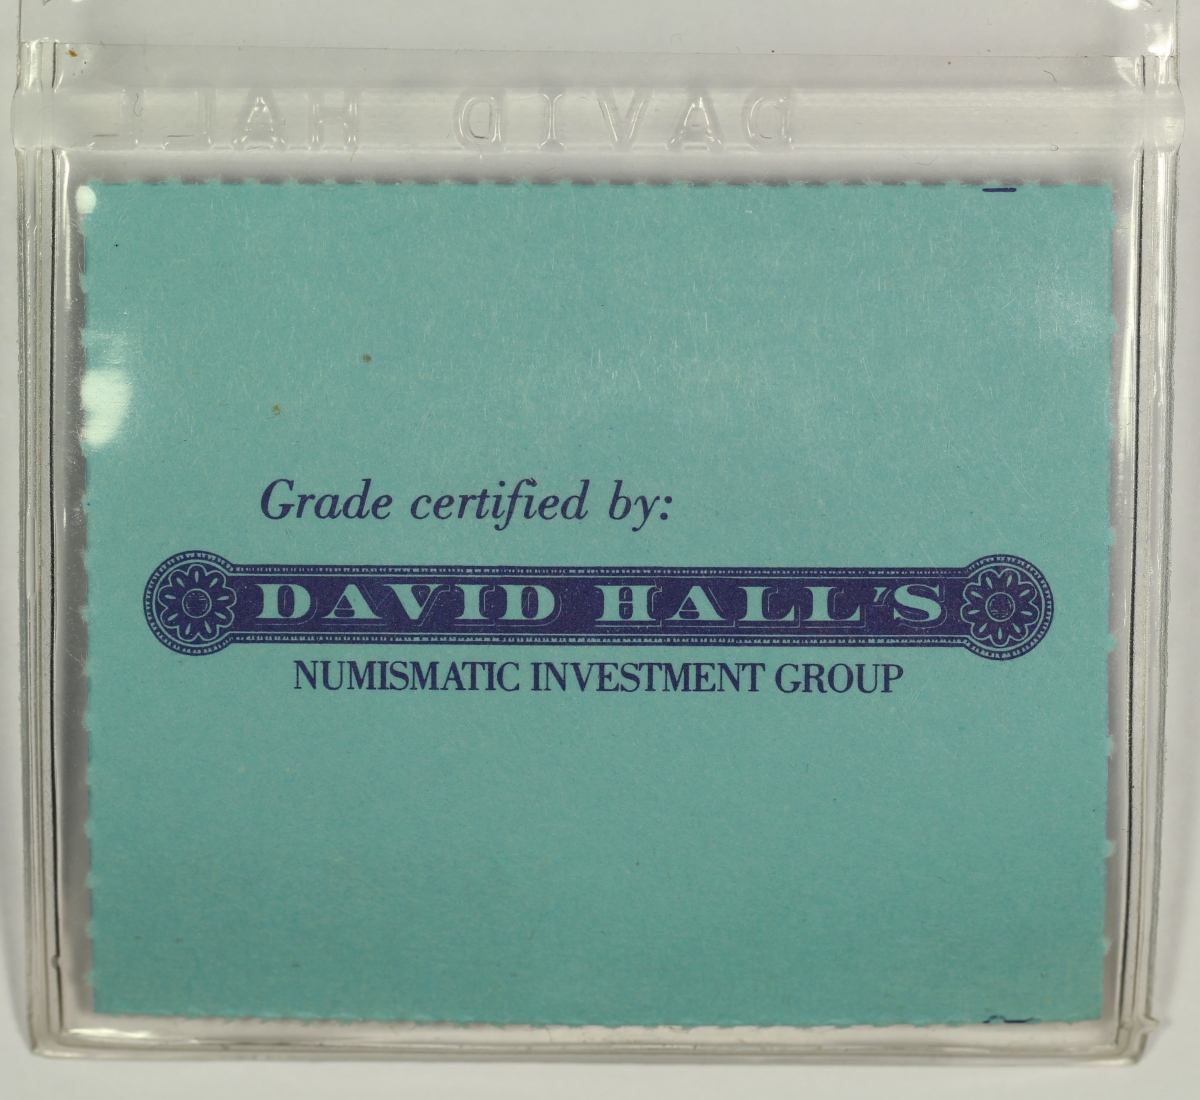 DAVID HALL
Grade certified by:
DAVID HALL'S
NUMISMATIC INVESTMENT GROUP